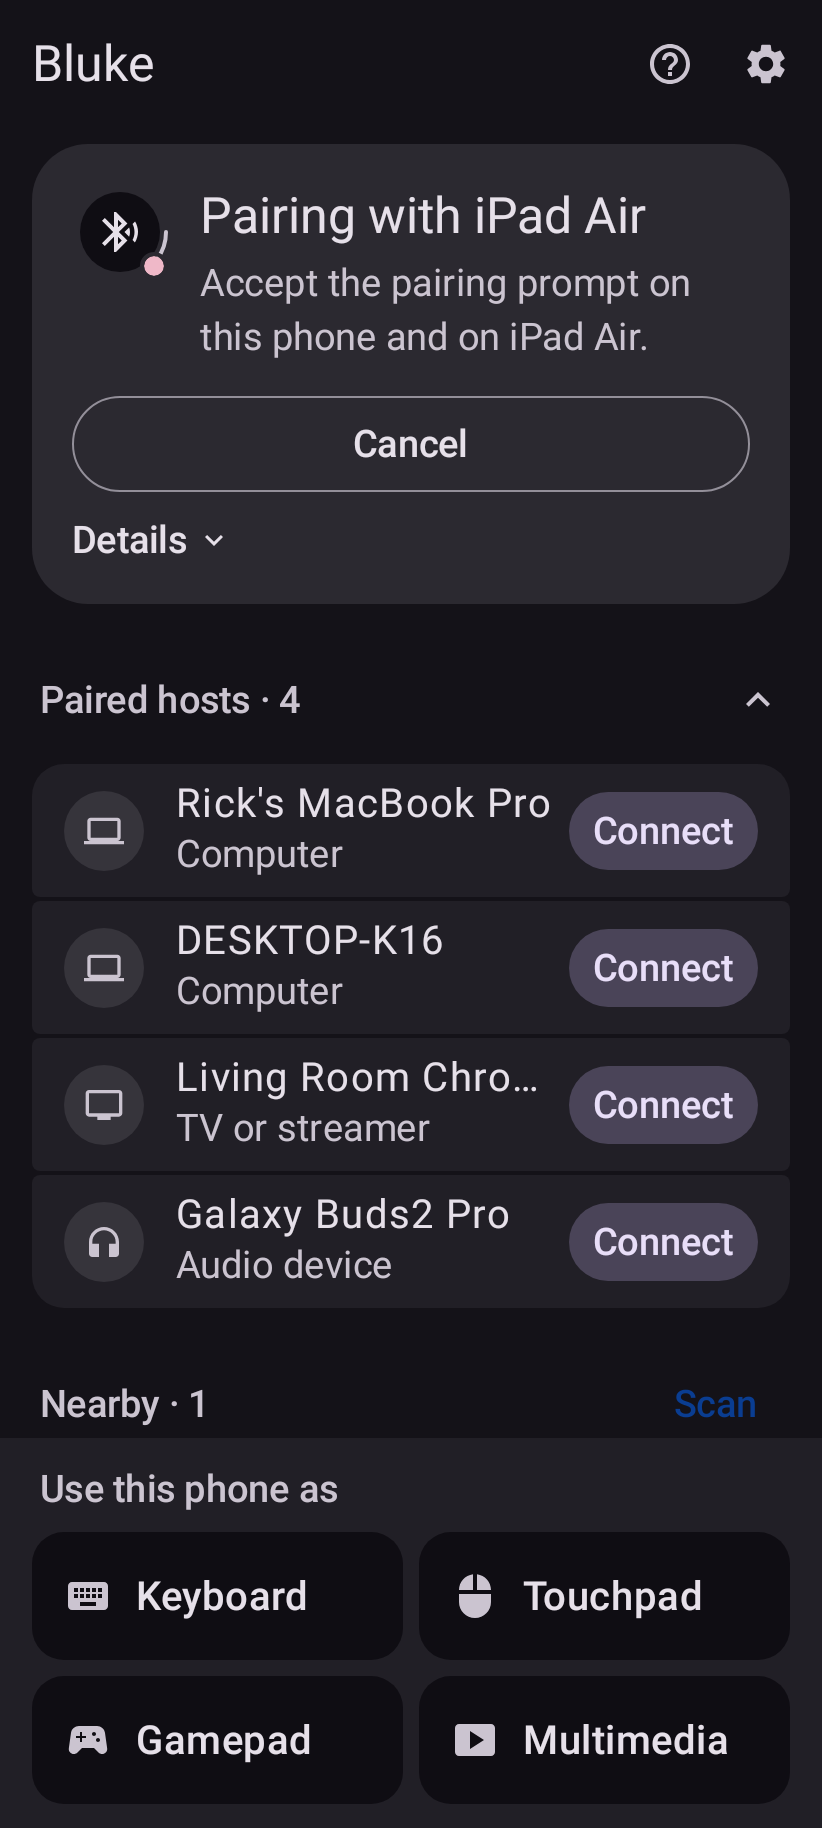 Bluke
Pairing with iPad Air
Accept the pairing prompt on
this phone and on iPad Air.
Cancel
Details
Paired hosts · 4
Rick's MacBook Pro
Computer
Connect
DESKTOP-K16
Computer
Connect
Living Room Chro...
TV or streamer
Connect
Galaxy Buds2 Pro
Audio device
Connect
Nearby · 1
Scan
Use this phone as
Keyboard
Touchpad
Gamepad
Multimedia